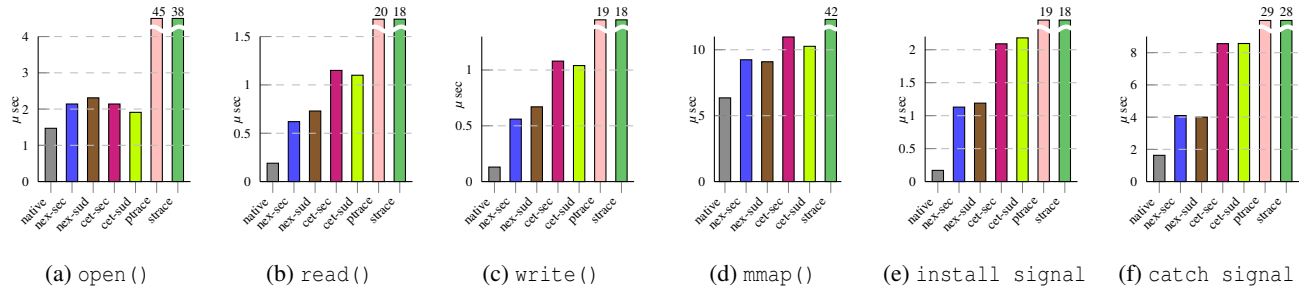 45 38
4
3
2
1
0
μsec
native nex-sec nex-sud cet-sec cet-sud ptrace strace
(a) open()
20 18
1.5
1
0.5
0
μsec
native nex-sec nex-sud cet-sec cet-sud ptrace strace
(b) read()
19 18
1
0.5
0
μsec
native nex-sec nex-sud cet-sec cet-sud ptrace strace
(c) write()
42
10
5
0
μsec
native nex-sec nex-sud cet-sec cet-sud strace
(d) mmap()
19 18
2
1.5
1
0.5
0
μsec
native nex-sec nex-sud cet-sec cet-sud ptrace strace
(e) install signal
29 28
8
6
4
2
0
μsec
native nex-sec nex-sud cet-sec cet-sud ptrace strace
(f) catch signal